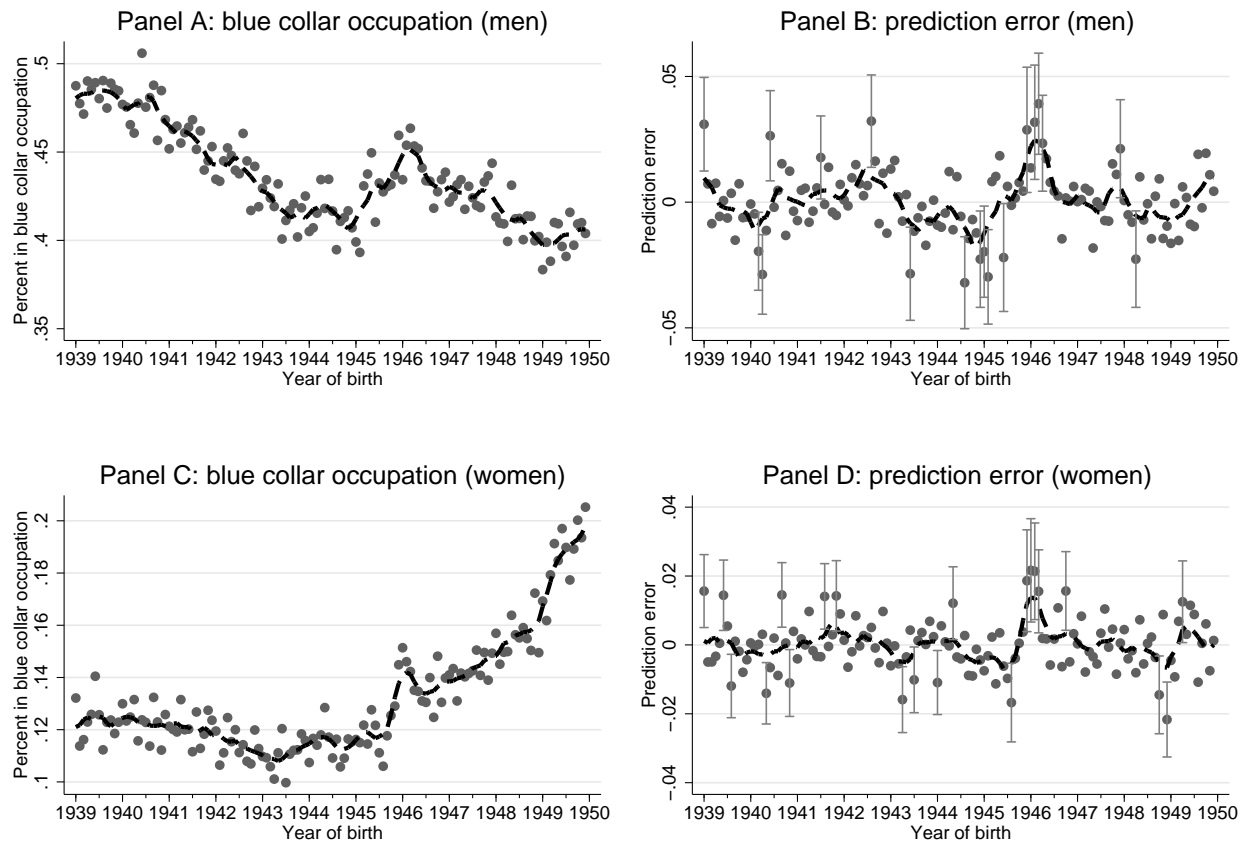 Panel A: blue collar occupation (men)
Percent in blue collar occupation
.5
.45
.4
.35
1939 1940 1941 1942 1943 1944 1945 1946 1947 1948 1949 1950
Year of birth
Panel B: prediction error (men)
Prediction error
.05
0
−.05
1939 1940 1941 1942 1943 1944 1945 1946 1947 1948 1949 1950
Year of birth
Panel C: blue collar occupation (women)
Percent in blue collar occupation
.2
.18
.16
.14
.12
.1
1939 1940 1941 1942 1943 1944 1945 1946 1947 1948 1949 1950
Year of birth
Panel D: prediction error (women)
Prediction error
.04
.02
0
−.02
−.04
1939 1940 1941 1942 1943 1944 1945 1946 1947 1948 1949 1950
Year of birth